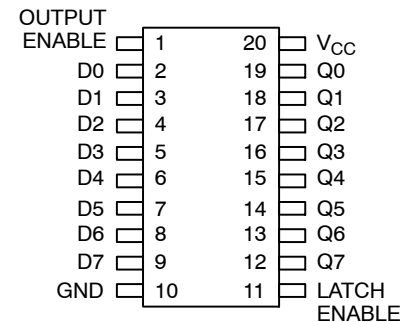 OUTPUT
ENABLE 1 20 VCC
D0 2 19 Q0
D1 3 18 Q1
D2 4 17 Q2
D3 5 16 Q3
D4 6 15 Q4
D5 7 14 Q5
D6 8 13 Q6
D7 9 12 Q7
GND 10 11 LATCH
ENABLE